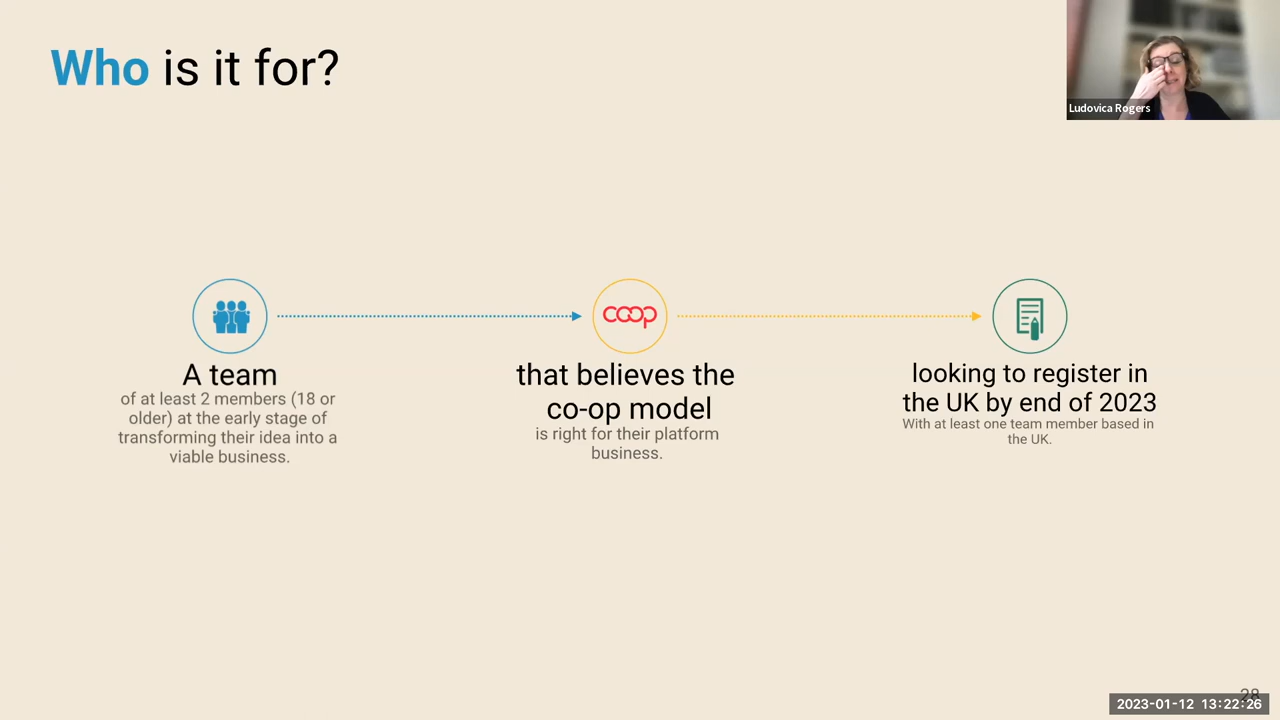 Who is it for?
Ludovica Rogers
coop
A team
of at least 2 members (18 or
older) at the early stage of
transforming their idea into a
viable business.
that believes the
co-op model
is right for their platform
business.
looking to register in
the UK by end of 2023
With at least one team member based in
the UK.
28
2023-01-12 13:22:26